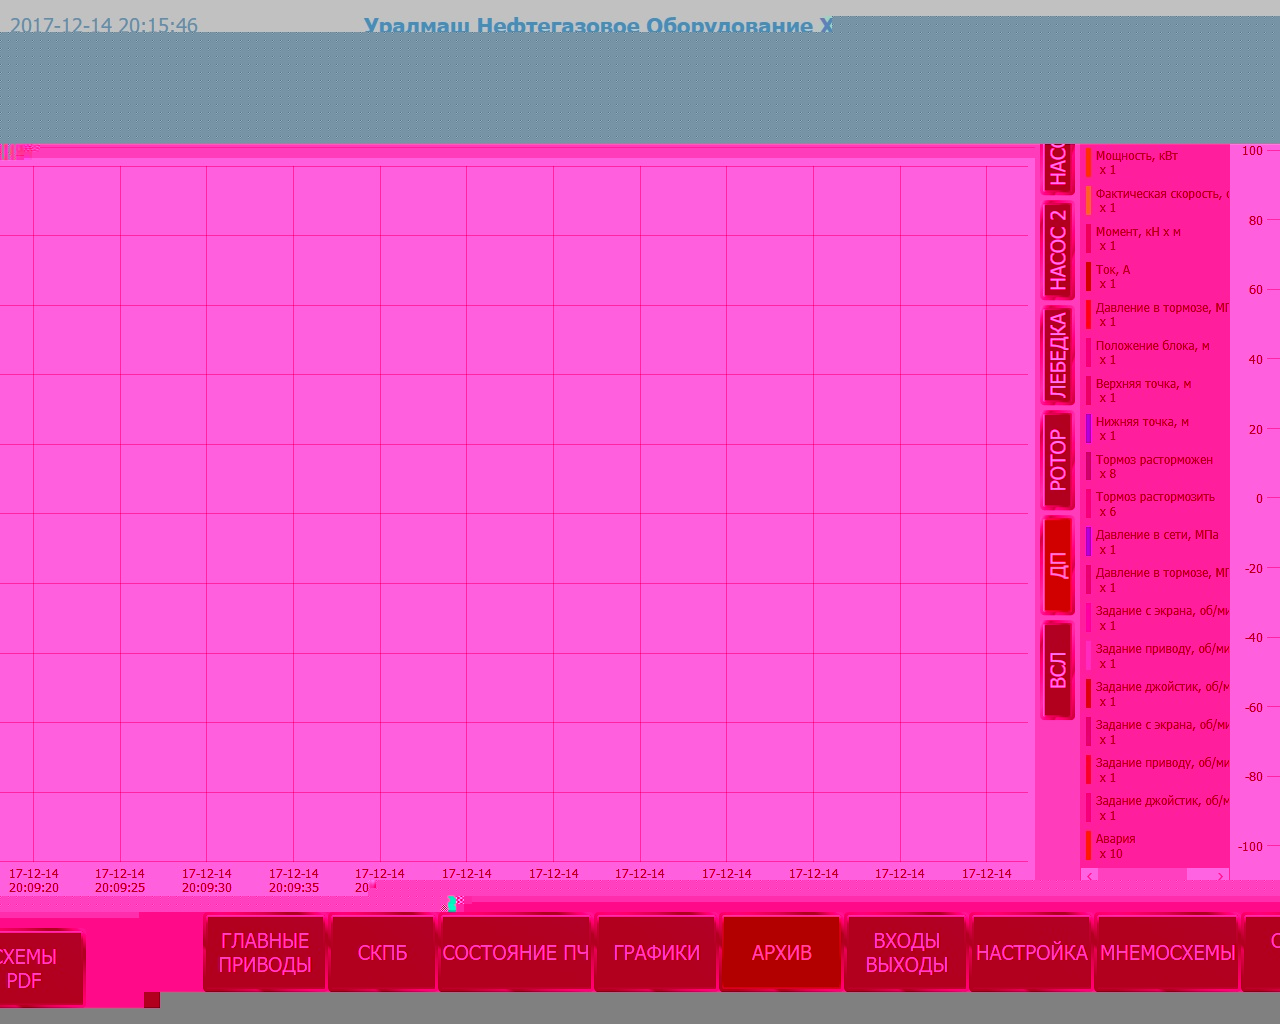 2017-12-14 20:15:46
Уралмаш Нефтегазовое Оборудование Х
НАСОС 2
ЛЕБЕДКА
РОТОР
ДП
ВСЛ
Мощность, кВт
x 1
Фактическая скорость,
x 1
Момент, кН х м
x 1
Ток, А
x 1
Давление в тормозе, МП
x 1
Положение блока, м
x 1
Верхняя точка, м
x 1
Нижняя точка, м
x 1
Тормоз расторможен
x 8
Тормоз растормозить
x 6
Давление в сети, МПа
x 1
Давление в тормозе, МП
x 1
Задание с экрана, об/ми
x 1
Задание приводу, об/ми
x 1
Задание джойстик, об/м
x 1
Задание с экрана, об/ми
x 1
Задание приводу, об/ми
x 1
Задание джойстик, об/м
x 1
Авария
x 10
100
80
60
40
20
0
-20
-40
-60
-80
-100
17-12-14 17-12-14 17-12-14 17-12-14 17-12-14 17-12-14 17-12-14 17-12-14 17-12-14 17-12-14 17-12-14 17-12-14
20:09:20 20:09:25 20:09:30 20:09:35 20
СХЕМЫ
PDF
ГЛАВНЫЕ
ПРИВОДЫ
СКПБ
СОСТОЯНИЕ ПЧ
ГРАФИКИ
АРХИВ
ВХОДЫ
ВЫХОДЫ
НАСТРОЙКА
МНЕМОСХЕМЫ